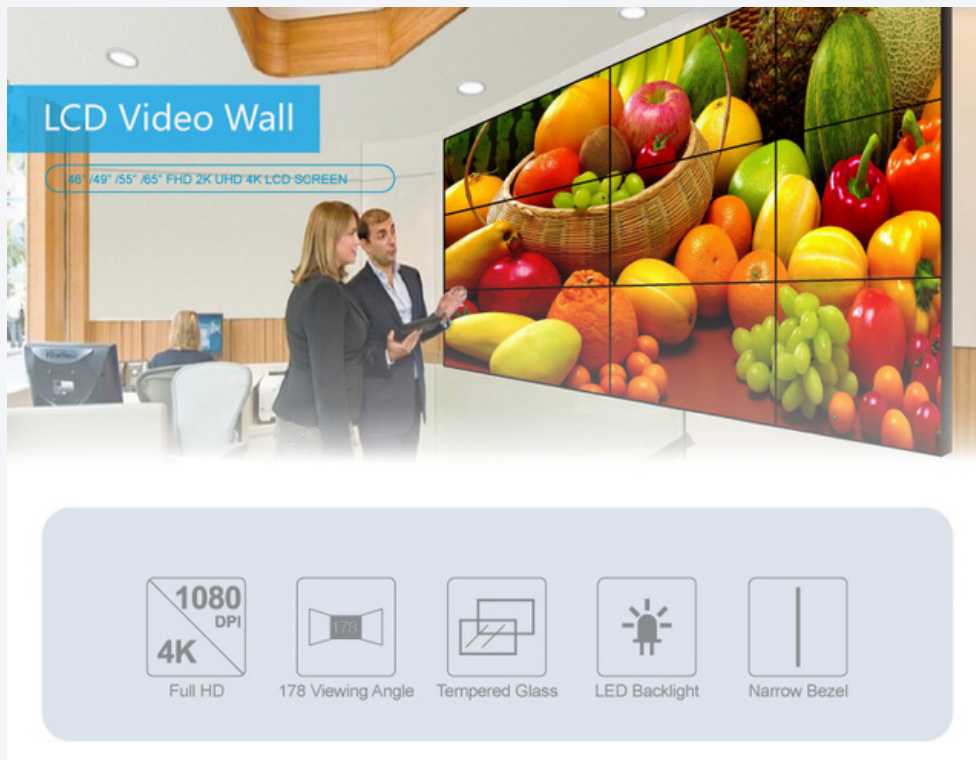 LCD Video Wall
46" /49" /55" /65" FHD 2K UHD 4K LCD SCREEN
1080
DPI
4K
178
Full HD
178 Viewing Angle
Tempered Glass
LED Backlight
Narrow Bezel